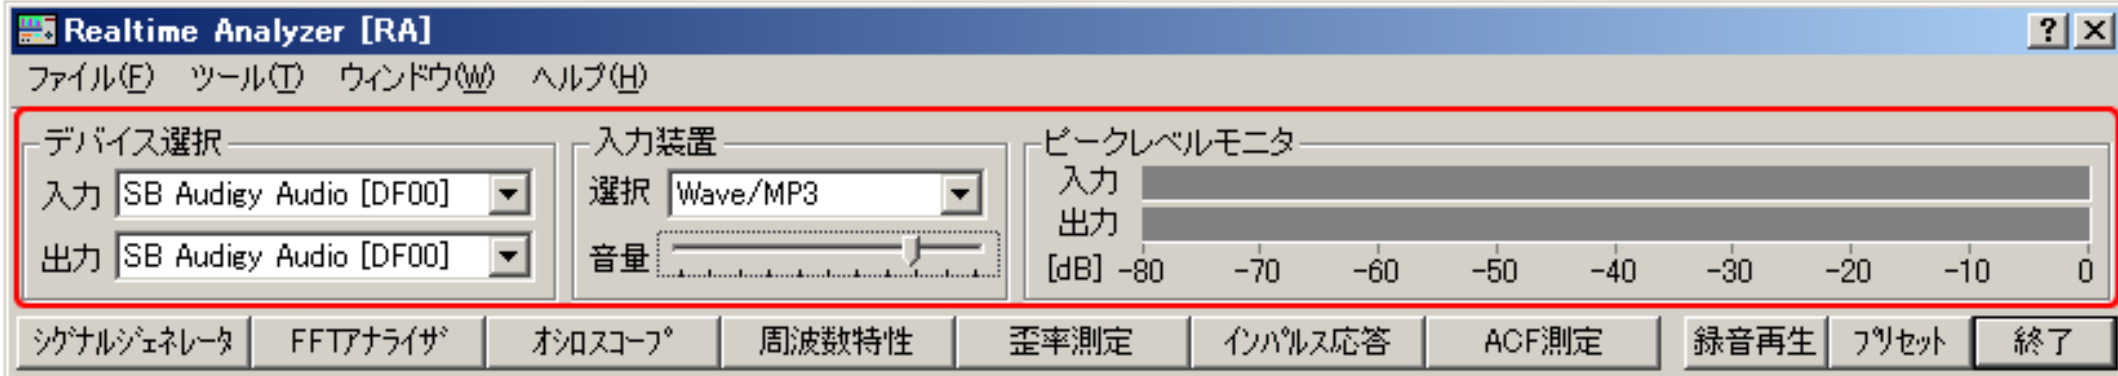 Realtime Analyzer [RA]
ファイル(F) ツール(T) ウィンドウ(W) ヘルプ(H)
デバイス選択 入力装置 ピークレベルモニタ
入力 SB Audigy Audio [DF00] 選択 Wave/MP3 入力
出力
出力 SB Audigy Audio [DF00] 音量 [dB] -80 -70 -60 -50 -40 -30 -20 -10 0
ｼｸﾞﾅﾙｼﾞｪﾈﾚｰﾀ FFTｱﾅﾗｲｻﾞ ｵｼﾛｽｺｰﾌﾟ 周波数特性 歪率測定 ｲﾝﾊﾟﾙｽ応答 ACF測定 録音再生 ﾌﾟﾘｾｯﾄ 終了